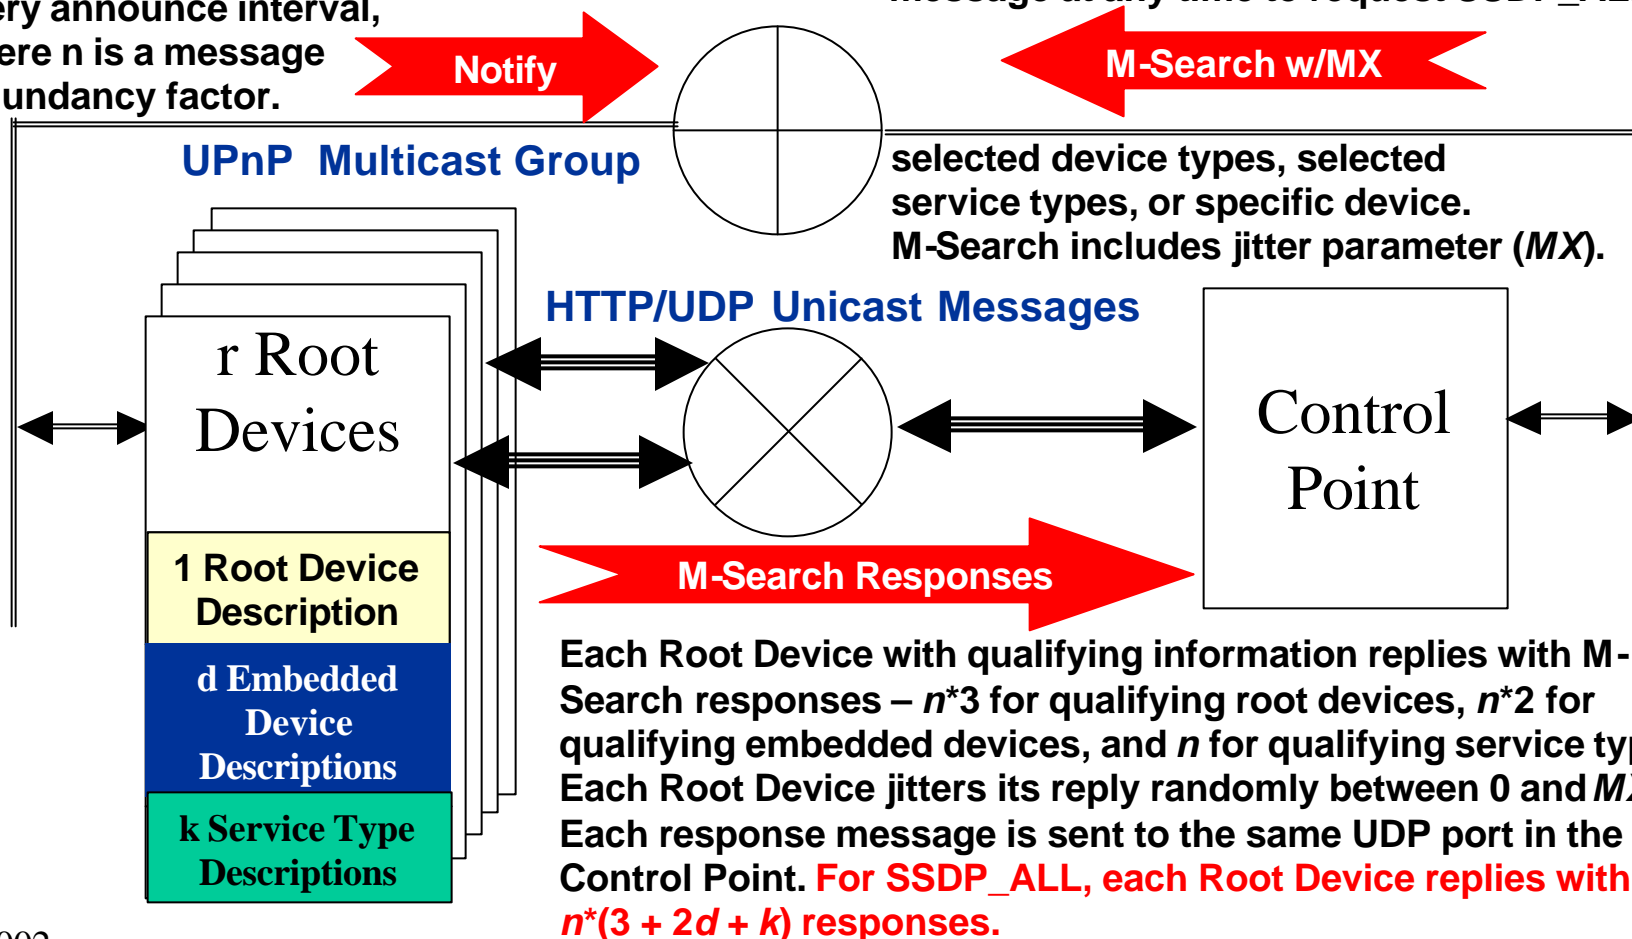 ery announce interval,
ere n is a message
undancy factor.
Notify
M-Search w/MX
UPnP Multicast Group
selected device types, selected
service types, or specific device.
M-Search includes jitter parameter (MX).
HTTP/UDP Unicast Messages
r Root
Devices
Control
Point
1 Root Device
Description
M-Search Responses
d Embedded
Device
Descriptions
k Service Type
Descriptions
Each Root Device with qualifying information replies with M-
Search responses – n*3 for qualifying root devices, n*2 for
qualifying embedded devices, and n for qualifying service typ
Each Root Device jitters its reply randomly between 0 and MX
Each response message is sent to the same UDP port in the
Control Point. For SSDP_ALL, each Root Device replies with
n*(3 + 2d + k) responses.